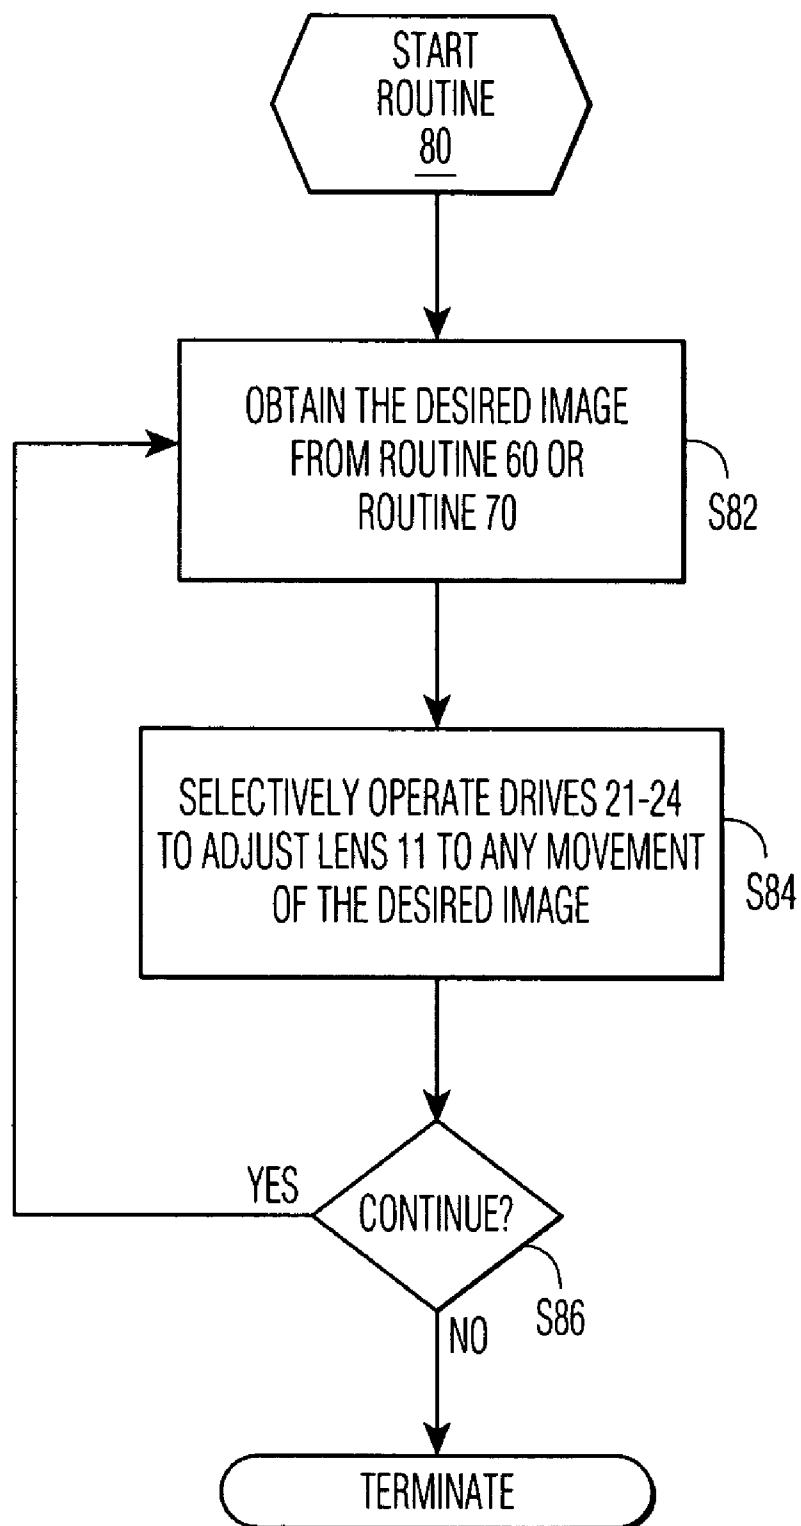 START
ROUTINE
80
OBTAIN THE DESIRED IMAGE
FROM ROUTINE 60 OR
ROUTINE 70
S82
SELECTIVELY OPERATE DRIVES 21-24
TO ADJUST LENS 11 TO ANY MOVEMENT
OF THE DESIRED IMAGE
S84
YES
CONTINUE?
S86
NO
TERMINATE